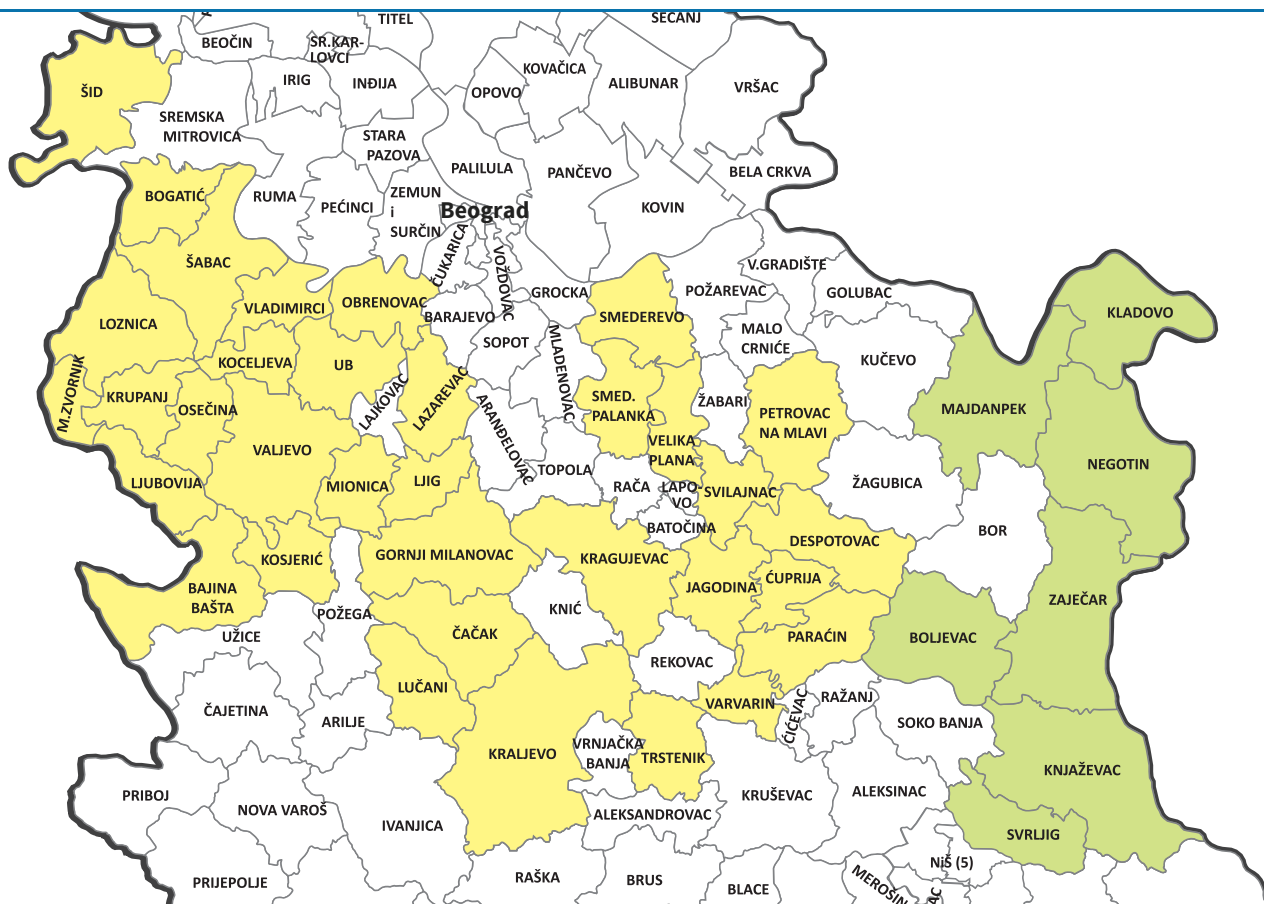 TITEL
SEČANJ
BEOČIN
SR.KAR-
LOVCI
KOVAČICA
ŠID
IRIG
INĐIJA
OPOVO
ALIBUNAR
VRŠAC
SREMSKA
MITROVICA
STARA
PAZOVA
PALILULA
PANČEVO
BELA CRKVA
BOGATIĆ
RUMA
PEĆINCI
ZEMUN
i
SURČIN
Beograd
KOVIN
ŠABAC
ČUKARICA
VOŽDOVAC
V.GRADIŠTE
GROCKA
POŽAREVAC
GOLUBAC
VLADIMIRCI
OBRENOVAC
BARAJEVO
SMEDEREVO
KLADOVO
LOZNICA
SOPOT
MLADENOVAC
MALO
CRNIĆE
KUČEVO
KOCELJEVA
UB
M.ZVORNIK
KRUPANJ
OSEČINA
LAJKOVAC
LAZAREVAC
ARANĐELOVAC
SMED.
PALANKA
ŽABARI
PETROVAC
NA MLAVI
MAJDANPEK
VALJEVO
VELIKA
PLANA
NEGOTIN
LJUBOVIJA
MIONICA
LJIG
TOPOLA
RAČA
LAPO-
VO
SVILAJNAC
ŽAGUBICA
BATOČINA
BOR
KOSJERIĆ
GORNJI MILANOVAC
KRAGUJEVAC
DESPOTOVAC
BAJINA
BAŠTA
JAGODINA
ĆUPRIJA
ZAJEČAR
POŽEGA
KNIĆ
UŽICE
ČAČAK
PARAĆIN
BOLJEVAC
REKOVAC
LUČANI
VARVARIN
ĆIĆEVAC
RAŽANJ
ČAJETINA
ARILJE
SOKO BANJA
KRALJEVO
VRNJAČKA
BANJA
TRSTENIK
KNJAŽEVAC
PRIBOJ
NOVA VAROŠ
KRUŠEVAC
ALEKSINAC
IVANJICA
ALEKSANDROVAC
SVRLJIG
NiŠ (5)
PRIJEPOLJE
RAŠKA
BRUS
BLACE
MEROŠIN
AC